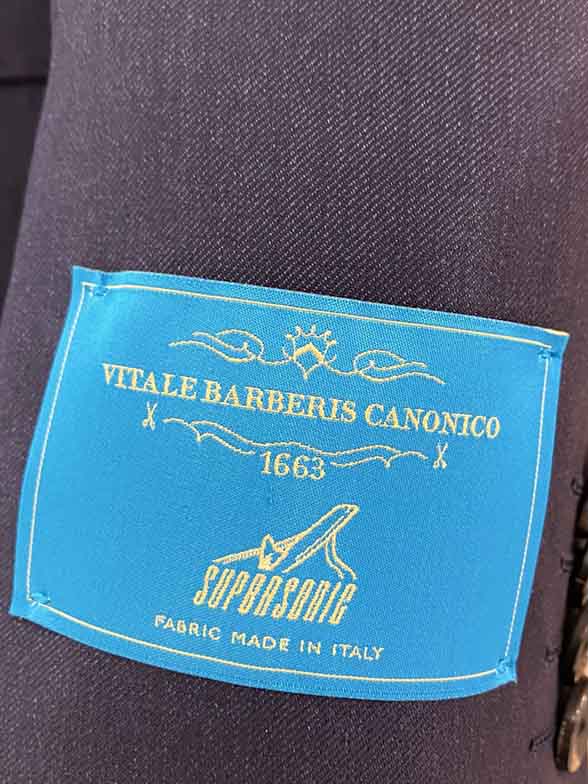 VITALE BARBERIS CANONICO
1663
SUPERSONIC
FABRIC MADE IN ITALY